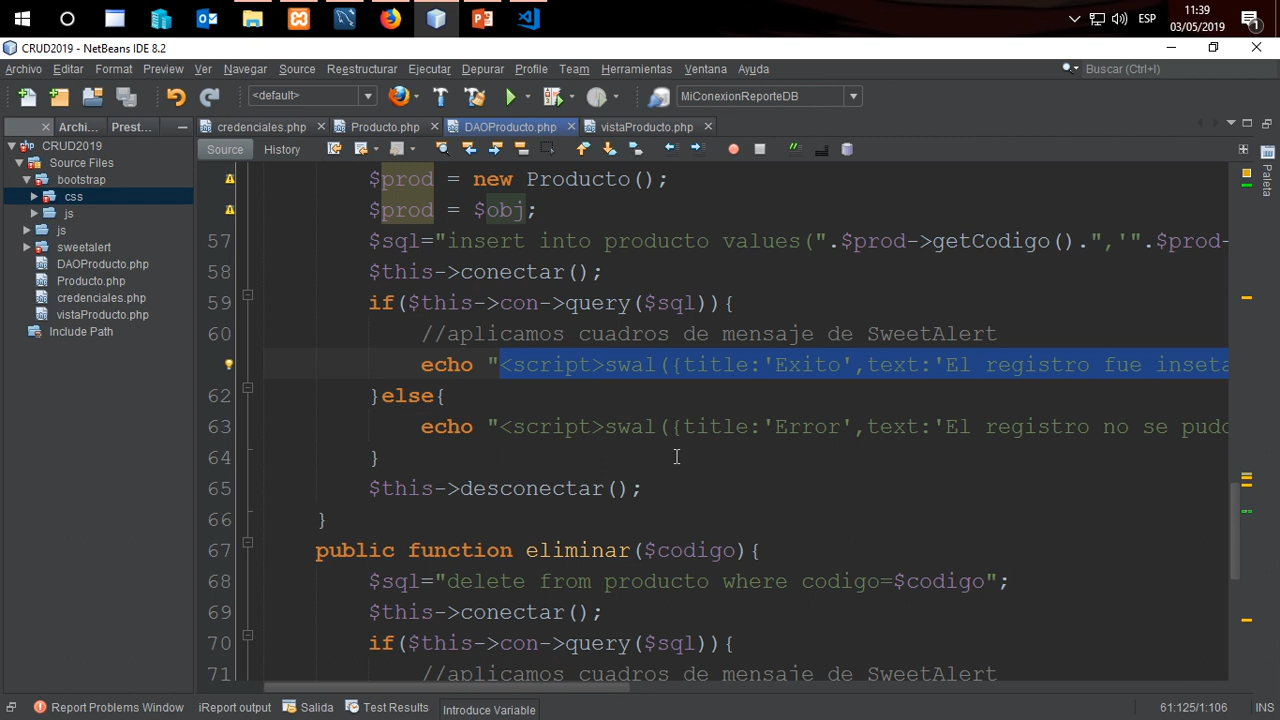 ESP
11:39
03/05/2019
1
CRUD2019 - NetBeans IDE 8.2
Archivo Editar Format Preview Ver Navegar Source Reestructurar Ejecutar Depurar Profile Team Herramientas Ventana Ayuda
Buscar (Ctrl+I)
<default>
MiConexionReporteDB
Archi... Prest...
credenciales.php Producto.php DAOProducto.php vistaProducto.php
Source History
CRUD2019
Source Files
bootstrap
css
js
js
sweetalert
DAOProducto.php
Producto.php
credenciales.php
vistaProducto.php
Include Path
Paleta
$prod = new Producto();
$prod = $obj;
57 $sql="insert into producto values(".$prod->getCodigo().",'".$prod-
58 $this->conectar();
59 if($this->con->query($sql)){
60 //aplicamos cuadros de mensaje de SweetAlert
echo "<script>swal({title:'Exito',text:'El registro fue inseta
62 }else{
63 echo "<script>swal({title:'Error',text:'El registro no se pudo
64 }
65 $this->desconectar();
66 }
67 public function eliminar($codigo){
68 $sql="delete from producto where codigo=$codigo";
69 $this->conectar();
70 if($this->con->query($sql)){
71 //aplicamos cuadros de mensaje de SweetAlert
Report Problems Window iReport output Salida Test Results Introduce Variable
61:125/1:106 INS